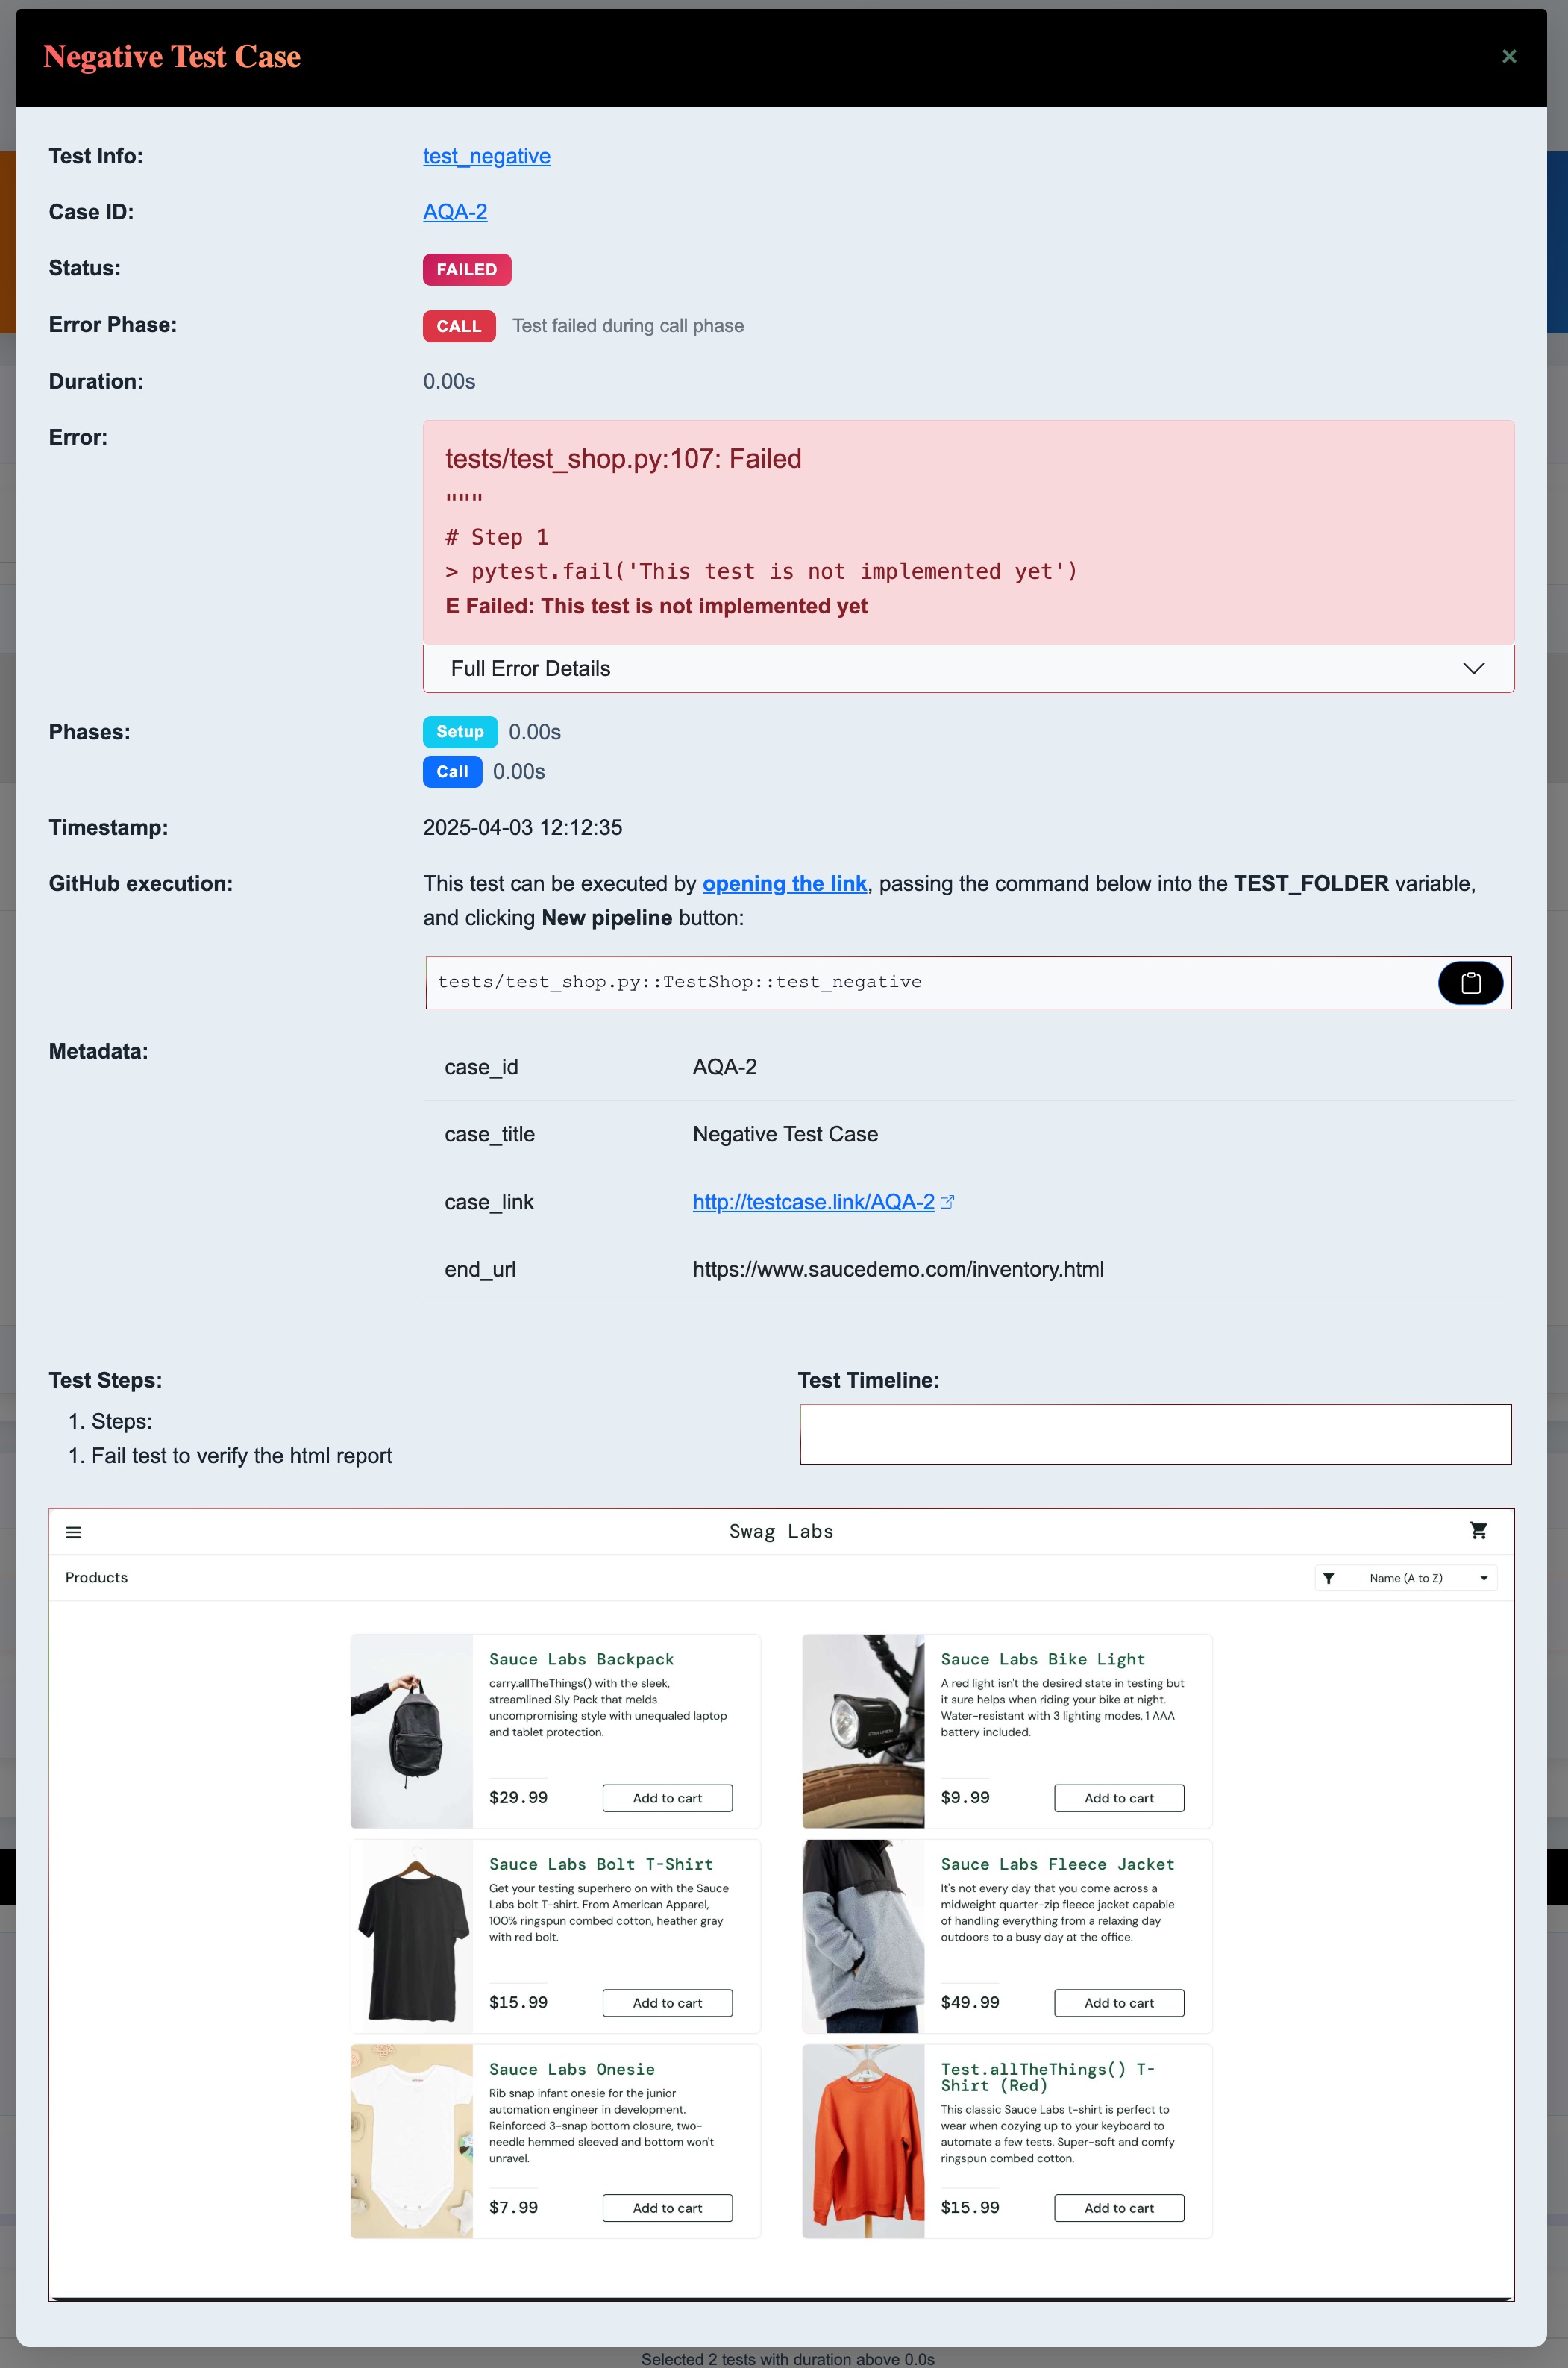 Negative Test Case
×
Test Info: test_negative
Case ID: AQA-2
Status: FAILED
Error Phase: CALL Test failed during call phase
Duration: 0.00s
Error:
tests/test_shop.py:107: Failed
"""
# Step 1
> pytest.fail('This test is not implemented yet')
E Failed: This test is not implemented yet
Full Error Details
Phases: Setup 0.00s
Call 0.00s
Timestamp: 2025-04-03 12:12:35
GitHub execution: This test can be executed by opening the link, passing the command below into the TEST_FOLDER variable,
and clicking New pipeline button:
tests/test_shop.py::TestShop::test_negative
Metadata:
case_id AQA-2
case_title Negative Test Case
case_link http://testcase.link/AQA-2
end_url https://www.saucedemo.com/inventory.html
Test Steps:
1. Steps:
1. Fail test to verify the html report
Test Timeline:
Swag Labs
Products
Name (A to Z)
Sauce Labs Backpack
carry.allTheThings() with the sleek,
streamlined Sly Pack that melds
uncompromising style with unequaled laptop
and tablet protection.
$29.99 Add to cart
Sauce Labs Bike Light
A red light isn't the desired state in testing but
it sure helps when riding your bike at night.
Water-resistant with 3 lighting modes, 1 AAA
battery included.
$9.99 Add to cart
Sauce Labs Bolt T-Shirt
Get your testing superhero on with the Sauce
Labs bolt T-shirt. From American Apparel,
100% ringspun combed cotton, heather gray
with red bolt.
$15.99 Add to cart
Sauce Labs Fleece Jacket
It's not every day that you come across a
midweight quarter-zip fleece jacket capable
of handling everything from a relaxing day
outdoors to a busy day at the office.
$49.99 Add to cart
Sauce Labs Onesie
Rib snap infant onesie for the junior
automation engineer in development.
Reinforced 3-snap bottom closure, two-
needle hemmed sleeved and bottom won't
unravel.
$7.99 Add to cart
Test.allTheThings() T-
Shirt (Red)
This classic Sauce Labs t-shirt is perfect to
wear when cozying up to your keyboard to
automate a few tests. Super-soft and comfy
ringspun combed cotton.
$15.99 Add to cart
Selected 2 tests with duration above 0.0s